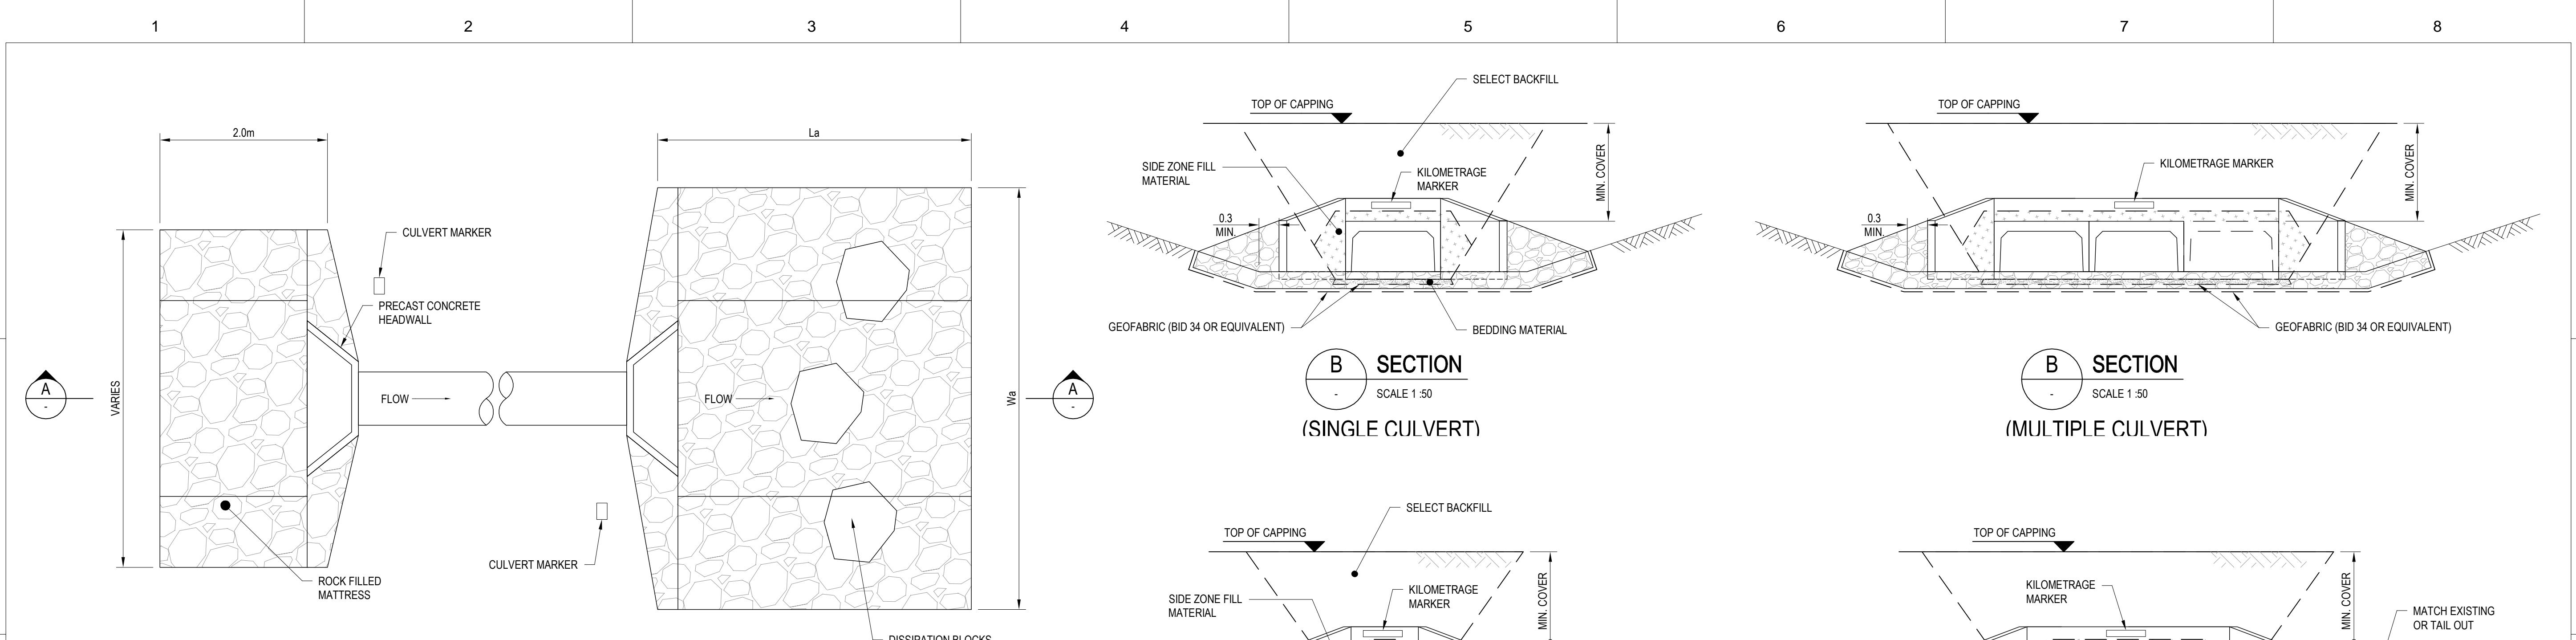 1 2 3 4 5 6 7 8
2.0m
La
CULVERT MARKER
PRECAST CONCRETE
HEADWALL
A
-
VARIES
FLOW
FLOW
Wa
A
-
CULVERT MARKER
ROCK FILLED
MATTRESS
DISSIPATION BLOCKS
SELECT BACKFILL
TOP OF CAPPING
SIDE ZONE FILL
MATERIAL
KILOMETRAGE
MARKER
MIN. COVER
0.3
MIN.
GEOFABRIC (BID 34 OR EQUIVALENT)
BEDDING MATERIAL
B
-
SECTION
SCALE 1 :50
(SINGLE CULVERT)
TOP OF CAPPING
KILOMETRAGE MARKER
MIN. COVER
0.3
MIN.
GEOFABRIC (BID 34 OR EQUIVALENT)
B
-
SECTION
SCALE 1 :50
(MULTIPLE CULVERT)
SELECT BACKFILL
TOP OF CAPPING
SIDE ZONE FILL
MATERIAL
KILOMETRAGE
MARKER
MIN. COVER
TOP OF CAPPING
KILOMETRAGE
MARKER
MIN. COVER
MATCH EXISTING
OR TAIL OUT